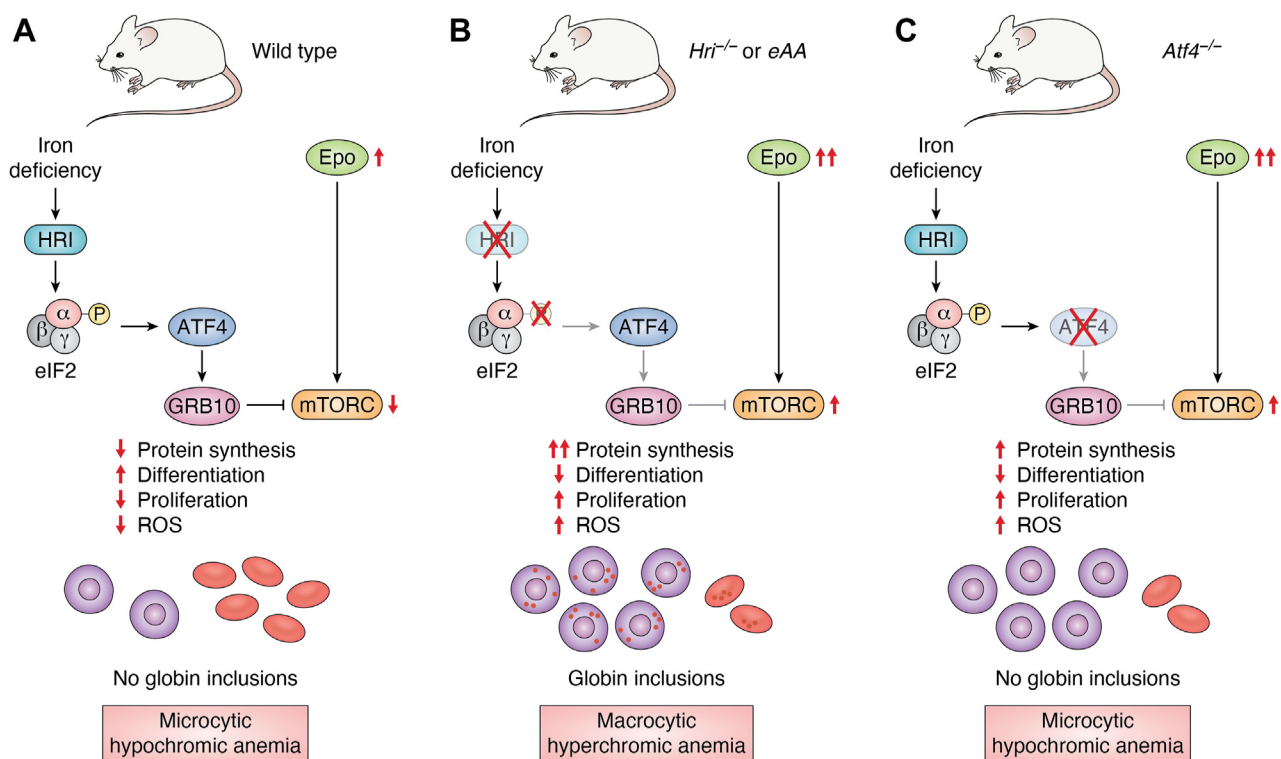 A
Wild type
Iron
deficiency
Epo
HRI
α
P
β
γ
eIF2
ATF4
GRB10
mTORC
Protein synthesis
Differentiation
Proliferation
ROS
No globin inclusions
Microcytic
hypochromic anemia
B
Hri–/– or eAA
Iron
deficiency
Epo
HRI
α
P
β
γ
eIF2
ATF4
GRB10
mTORC
Protein synthesis
Differentiation
Proliferation
ROS
Globin inclusions
Macrocytic
hyperchromic anemia
C
Atf4–/–
Iron
deficiency
Epo
HRI
α
P
β
γ
eIF2
ATF4
GRB10
mTORC
Protein synthesis
Differentiation
Proliferation
ROS
No globin inclusions
Microcytic
hypochromic anemia